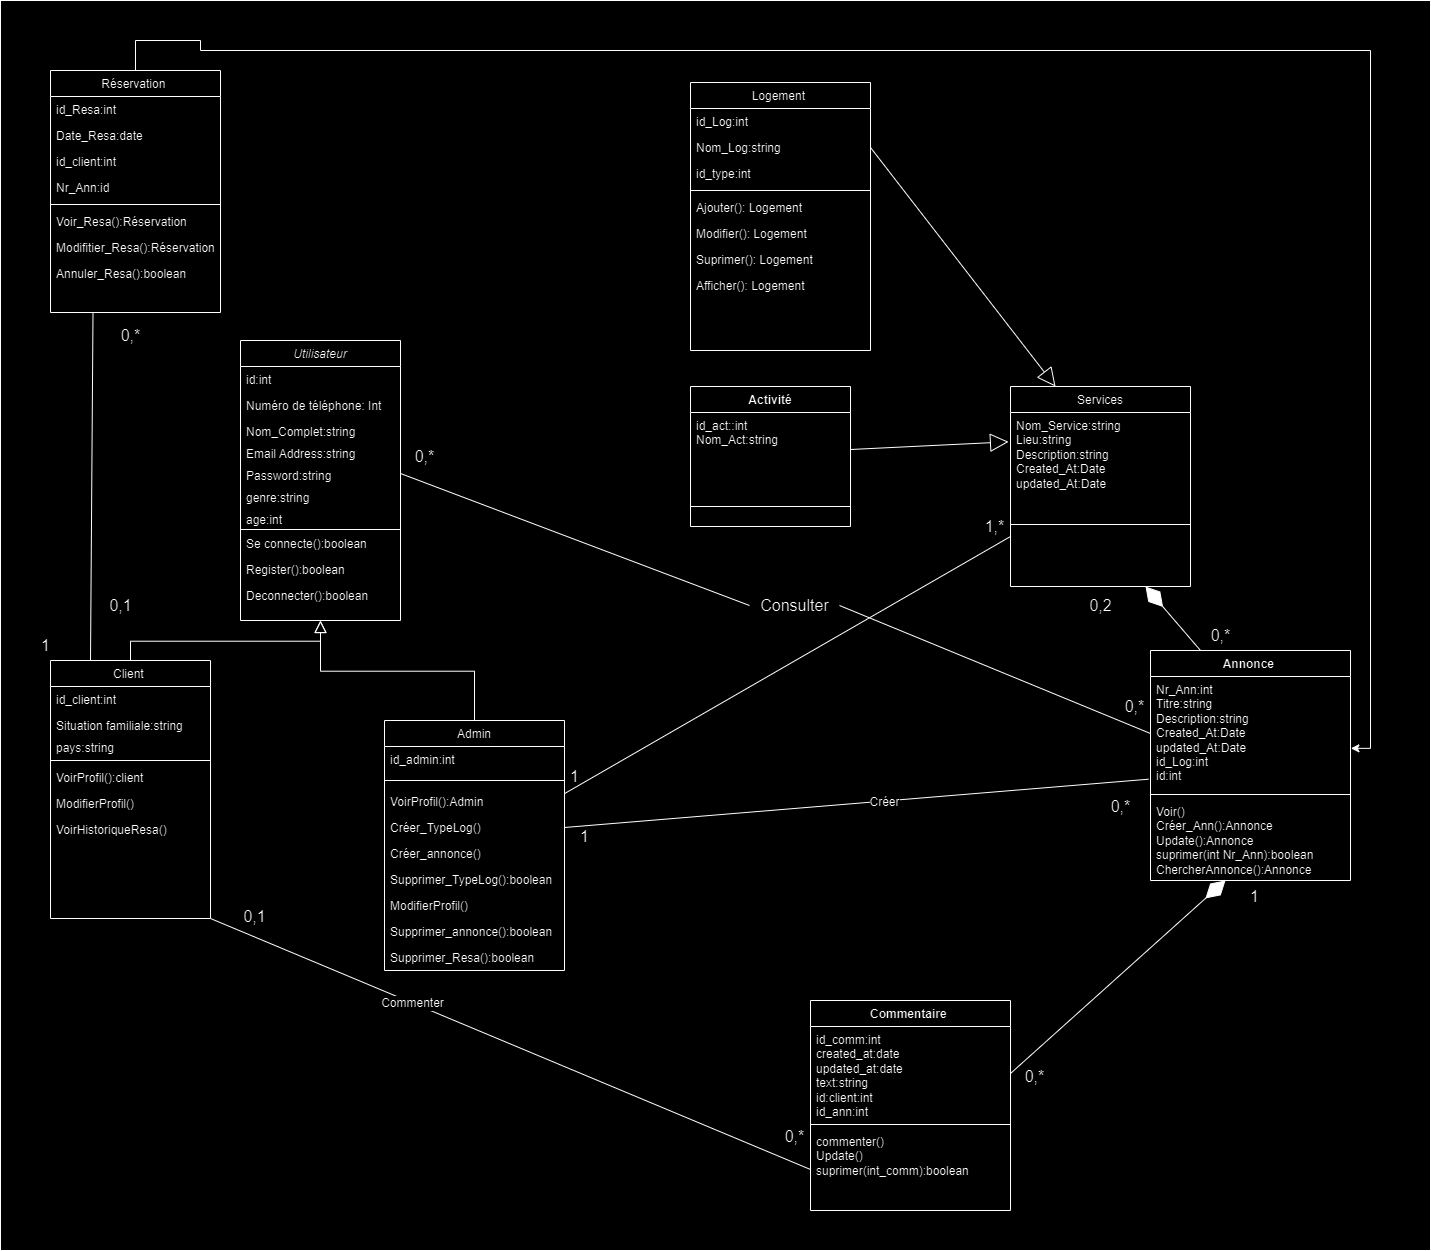 Réservation
id_Resa:int
Date_Resa:date
id_client:int
Nr_Ann:id
Voir_Resa():Réservation
Modifitier_Resa():Réservation
Annuler_Resa():boolean
0,*
0,1
1
Logement
id_Log:int
Nom_Log:string
id_type:int
Ajouter(): Logement
Modifier(): Logement
Suprimer(): Logement
Afficher(): Logement
Utilisateur
id:int
Numéro de téléphone: Int
Nom_Complet:string
Email Address:string
Password:string
genre:string
age:int
Se connecte():boolean
Register():boolean
Deconnecter():boolean
0,*
Activité
id_act::int
Nom_Act:string
Services
Nom_Service:string
Lieu:string
Description:string
Created_At:Date
updated_At:Date
1,*
Consulter
0,2
0,*
Client
id_client:int
Situation familiale:string
pays:string
VoirProfil():client
ModifierProfil()
VoirHistoriqueResa()
0,1
Admin
id_admin:int
VoirProfil():Admin
Créer_TypeLog()
Créer_annonce()
Supprimer_TypeLog():boolean
ModifierProfil()
Supprimer_annonce():boolean
Supprimer_Resa():boolean
1
1
Créer
0,*
0,*
Annonce
Nr_Ann:int
Titre:string
Description:string
Created_At:Date
updated_At:Date
id_Log:int
id:int
Voir()
Créer_Ann():Annonce
Update():Annonce
suprimer(int Nr_Ann):boolean
ChercherAnnonce():Annonce
1
Commenter
Commentaire
id_comm:int
created_at:date
updated_at:date
text:string
id:client:int
id_ann:int
commenter()
Update()
suprimer(int_comm):boolean
0,*
0,*